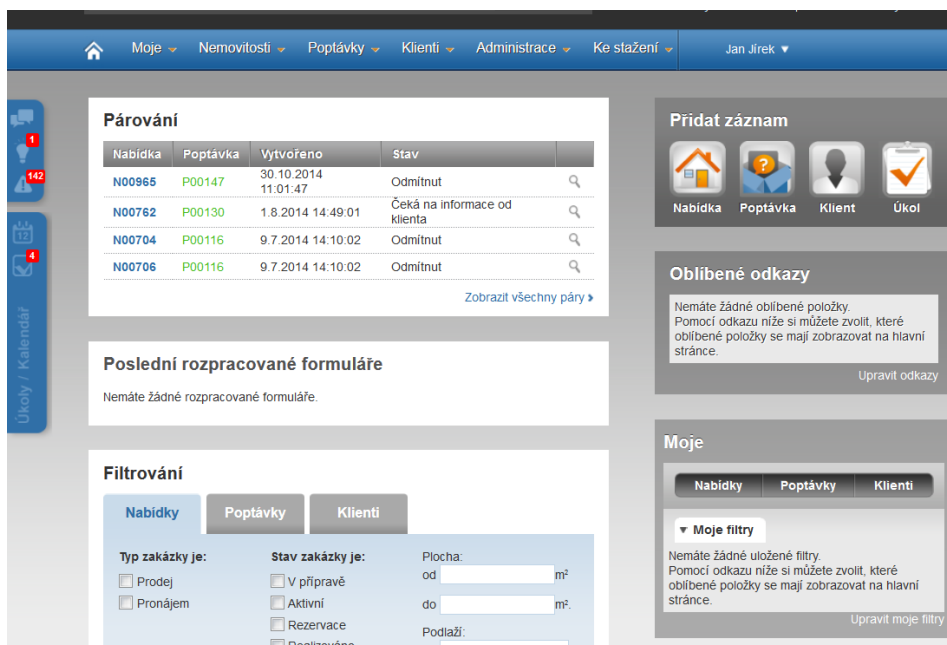 Moje Nemovitosti Poptávky Klienti Administrace Ke stažení Jan Jírek
1
142
12
4
Úkoly / Kalendář
Párování
Nabídka Poptávka Vytvořeno Stav
N00965 P00147 30.10.2014 11:01:47 Odmítnut
N00762 P00130 1.8.2014 14:49:01 Čeká na informace od klienta
N00704 P00116 9.7.2014 14:10:02 Odmítnut
N00706 P00116 9.7.2014 14:10:02 Odmítnut
Zobrazit všechny páry
Poslední rozpracované formuláře
Nemáte žádné rozpracované formuláře.
Filtrování
Nabídky Poptávky Klienti
Typ zakázky je: Stav zakázky je: Plocha:
Prodej V přípravě od m²
Pronájem Aktivní do m².
Rezervace Podlaží:
Přidat záznam
Nabídka Poptávka Klient Úkol
Oblíbené odkazy
Nemáte žádné oblíbené položky.
Pomocí odkazu níže si můžete zvolit, které
oblíbené položky se mají zobrazovat na hlavní
stránce.
Upravit odkazy
Moje
Nabídky Poptávky Klienti
Moje filtry
Nemáte žádné uložené filtry.
Pomocí odkazu níže si můžete zvolit, které
oblíbené položky se mají zobrazovat na hlavní
stránce.
Upravit moje filtry